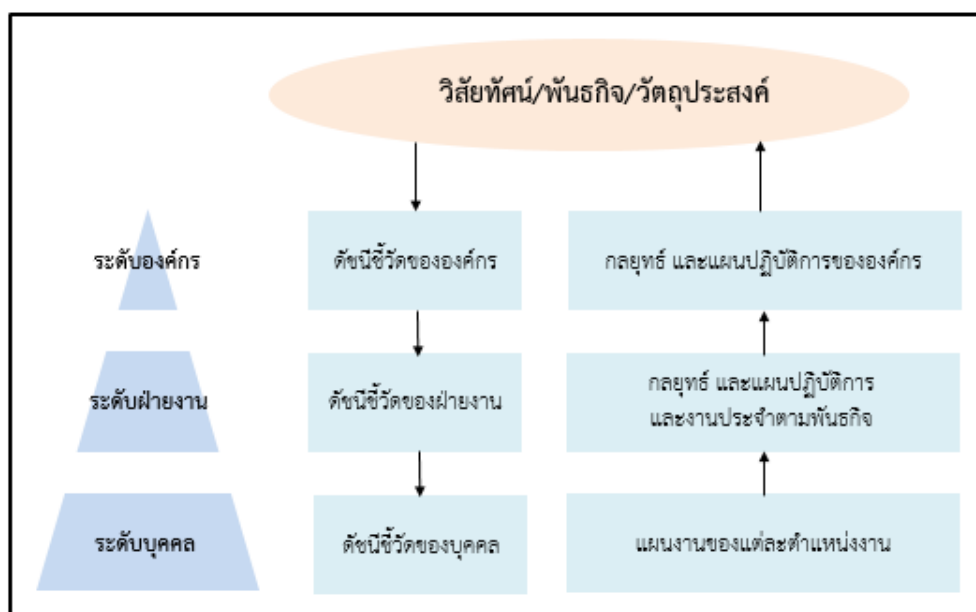 วิสัยทัศน์/พันธกิจ/วัตถุประสงค์
ระดับองค์กร
ดัชนีชี้วัดขององค์กร
กลยุทธ์ และแผนปฏิบัติการขององค์กร
ระดับฝ่ายงาน
ดัชนีชี้วัดของฝ่ายงาน
กลยุทธ์ และแผนปฏิบัติการ
และงานประจำตามพันธกิจ
ระดับบุคคล
ดัชนีชี้วัดของบุคคล
แผนงานของแต่ละตำแหน่งงาน